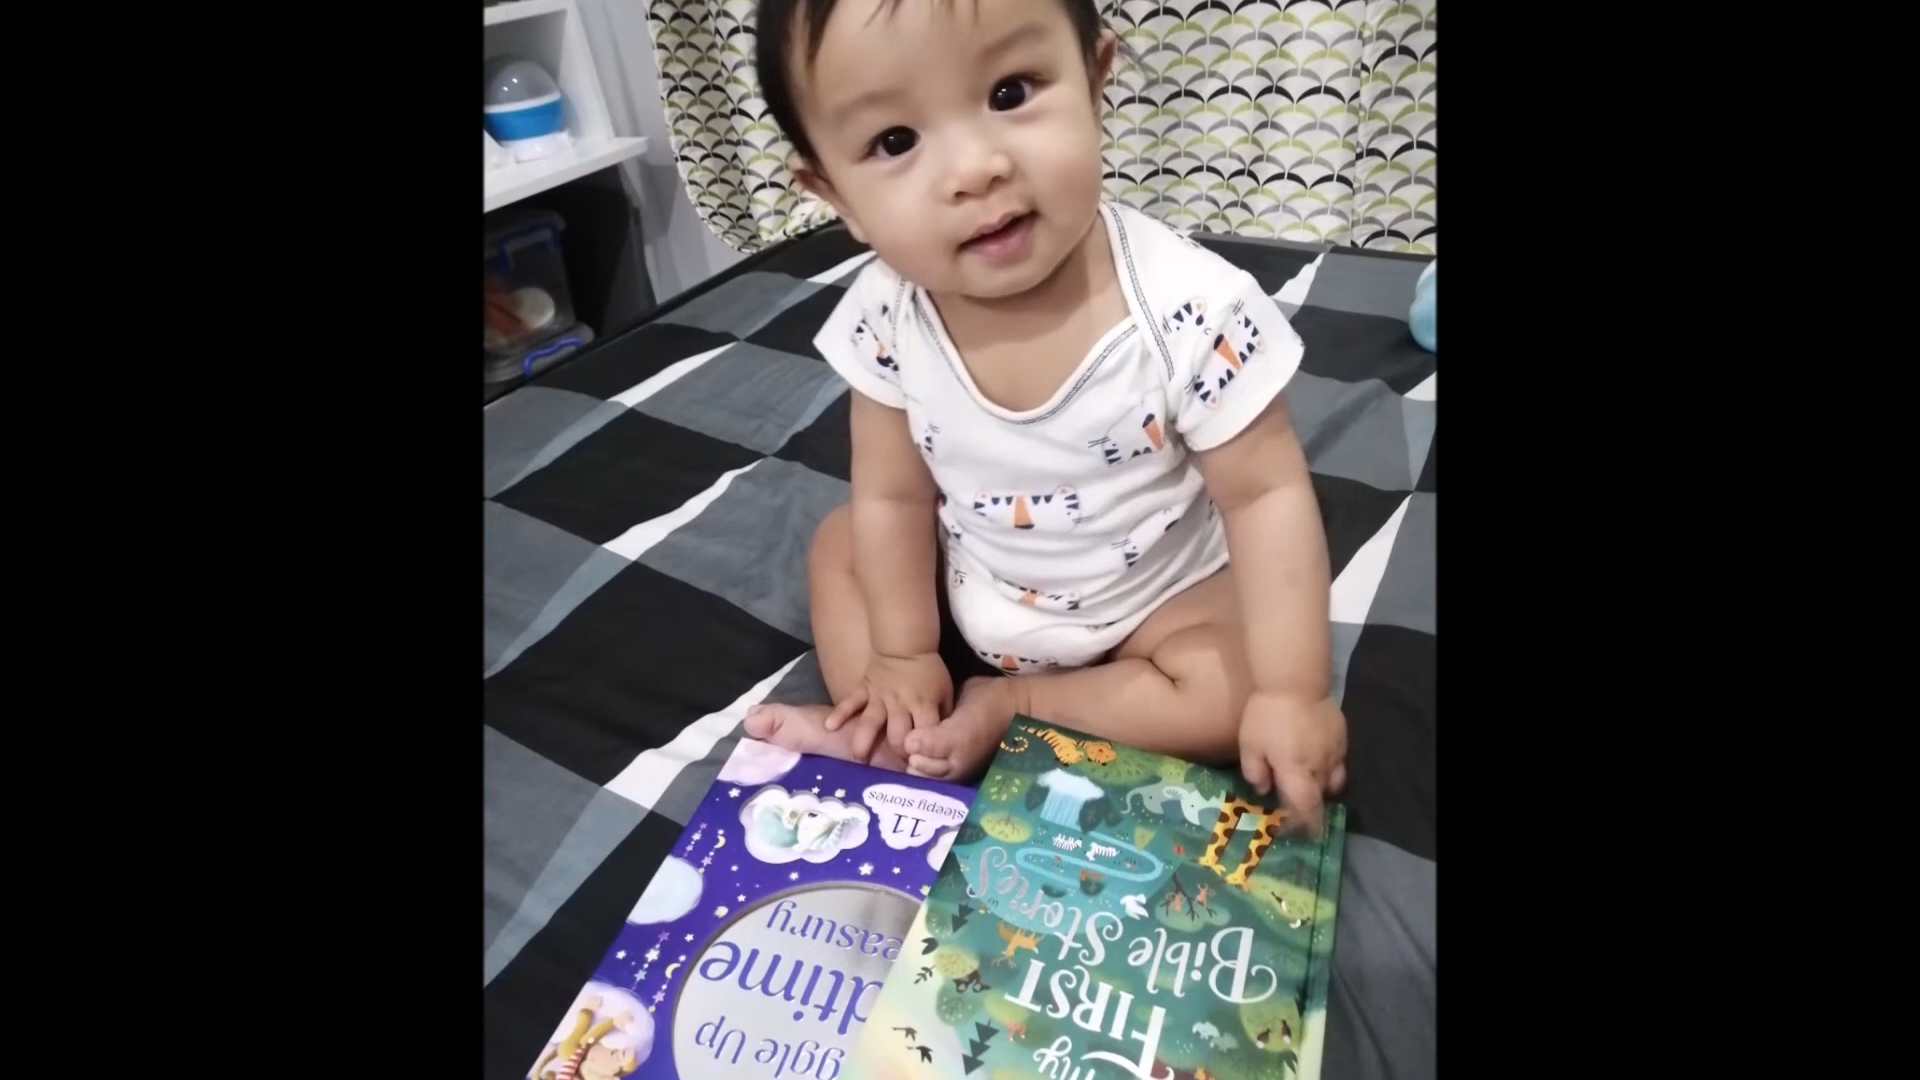 my
FIRST
Bible Stories
ggle Up
dtime
easury
11
sleepy stories